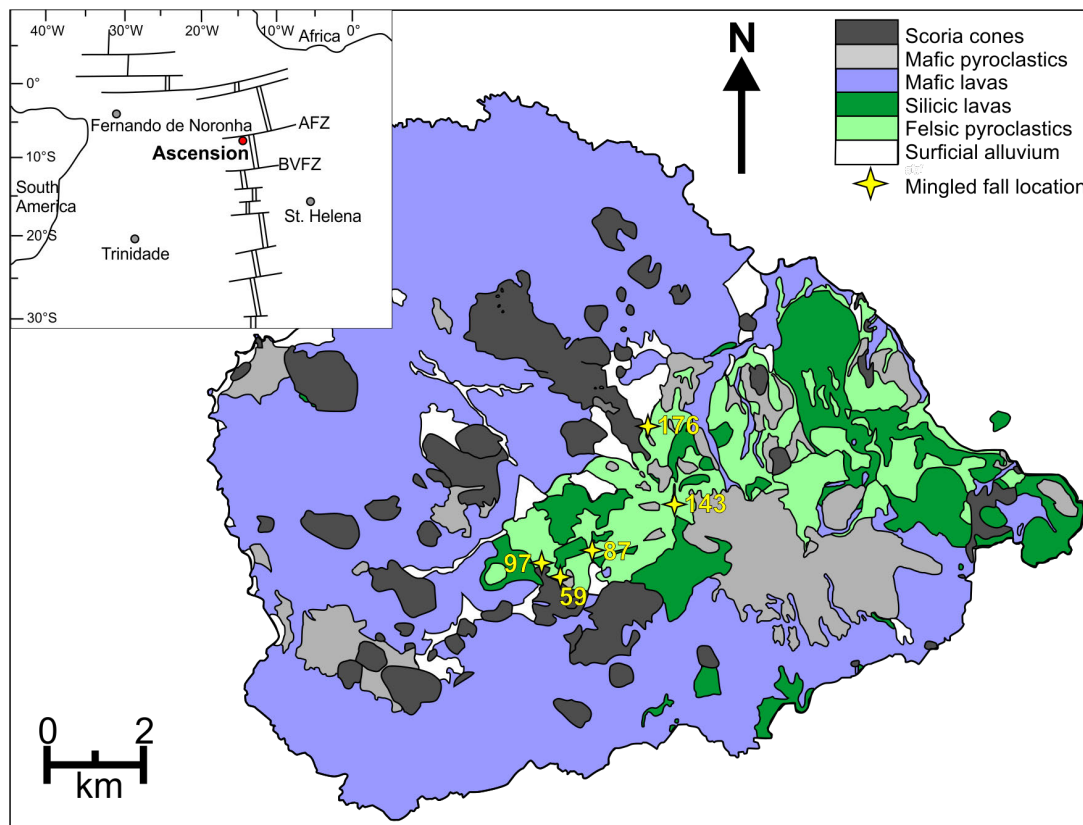 40°W
30°W
20°W
10°W
0°
Africa
0°
Fernando de Noronha
AFZ
Ascension
10°S
BVFZ
South
America
St. Helena
20°S
Trinidade
30°S
N
Scoria cones
Mafic pyroclastics
Mafic lavas
Silicic lavas
Felsic pyroclastics
Surficial alluvium
Mingled fall location
176
143
87
97
59
0 2
km